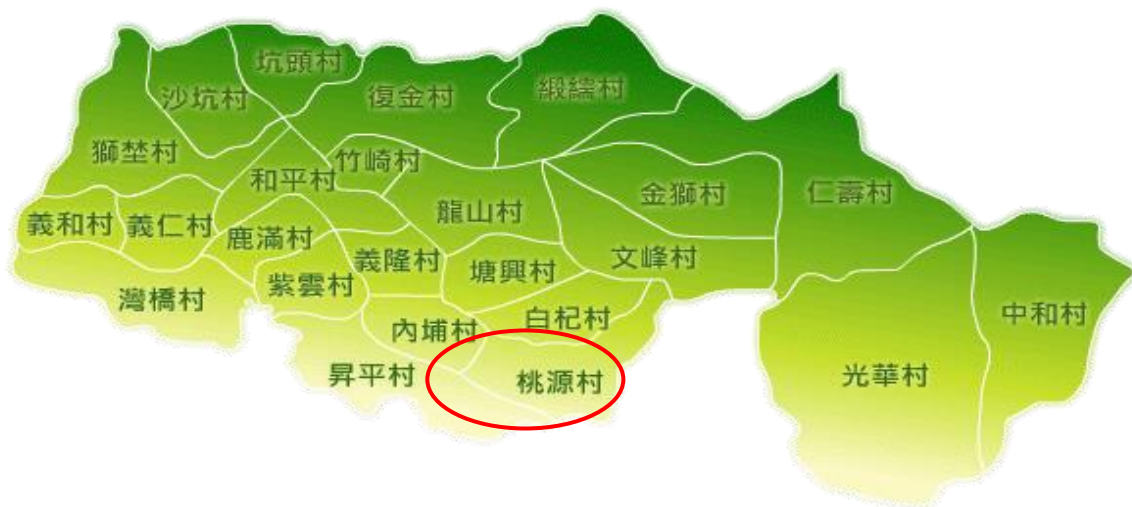 坑頭村
沙坑村
復金村
緞繻村
獅埜村
竹崎村
和平村
金獅村
仁壽村
義和村
義仁村
龍山村
鹿滿村
義隆村
塘興村
文峰村
紫雲村
灣橋村
內埔村
白杞村
中和村
昇平村
桃源村
光華村